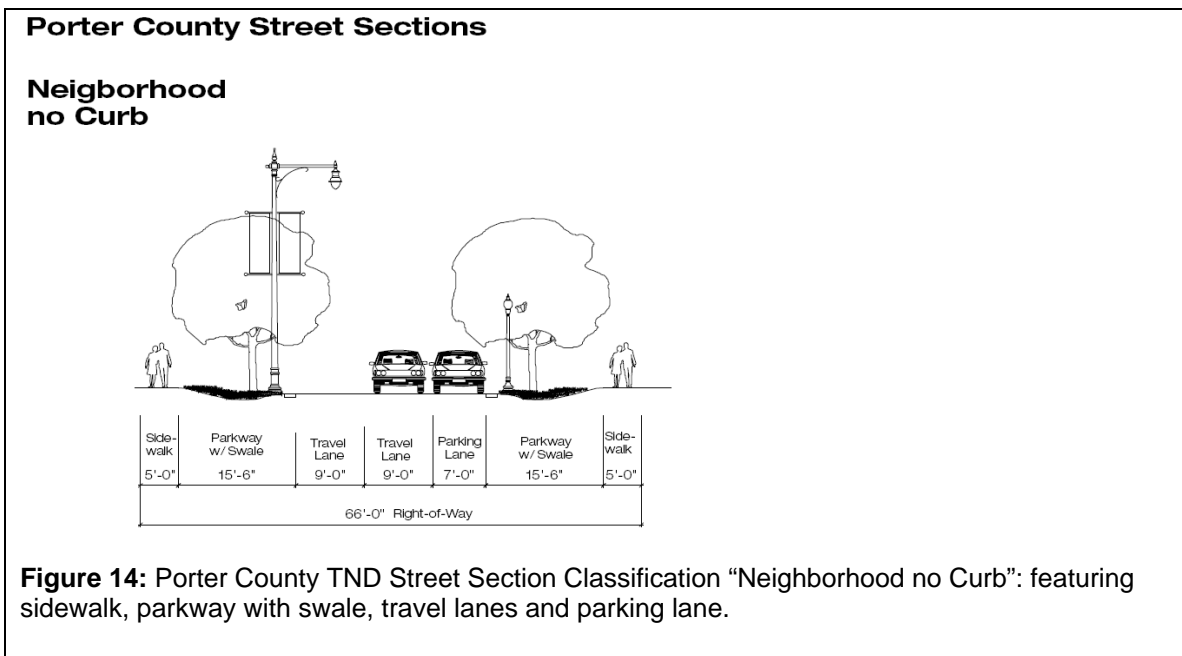 Porter County Street Sections
Neigborhood
no Curb
Side-
walk
5'-0"
Parkway
w/ Swale
15'-6"
Travel
Lane
9'-0"
Travel
Lane
9'-0"
Parking
Lane
7'-0"
Parkway
w/ Swale
15'-6"
Side-
walk
5'-0"
66'-0" Right-of-Way
Figure 14: Porter County TND Street Section Classification “Neighborhood no Curb”: featuring
sidewalk, parkway with swale, travel lanes and parking lane.